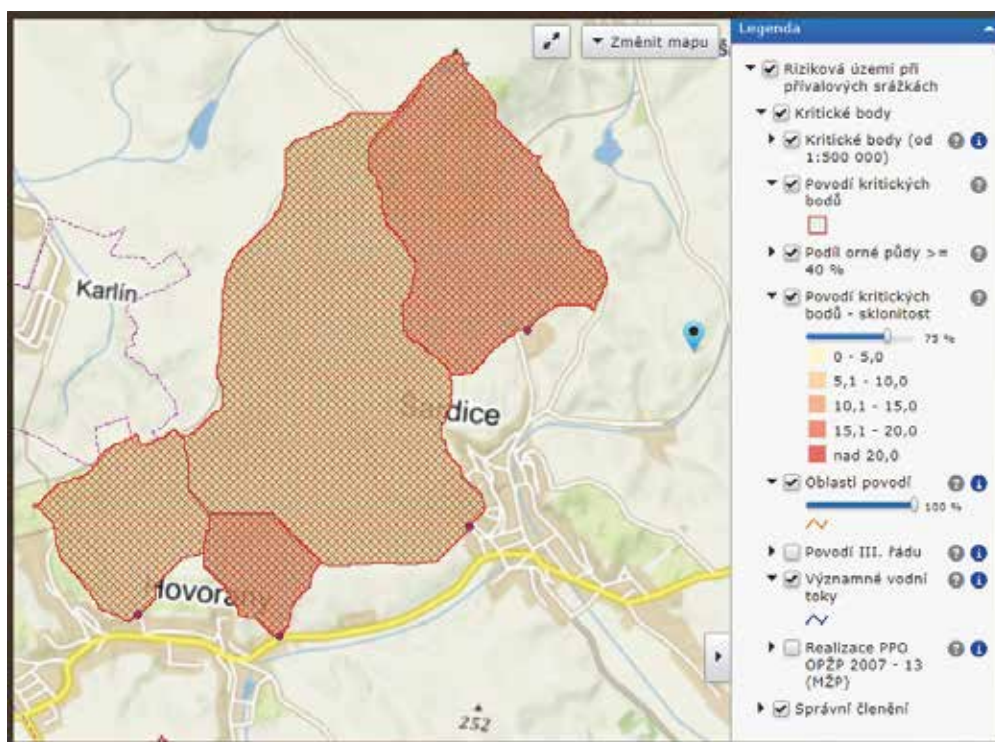 Změnit mapu
Karlín
Hovorany
252
Legenda
Riziková území při
přívalových srážkách
Kritické body
Kritické body (od
1:500 000)
Povodí kritických
bodů
Podíl orné půdy >=
40 %
Povodí kritických
bodů - sklonitost
75 %
0 - 5,0
5,1 - 10,0
10,1 - 15,0
15,1 - 20,0
nad 20,0
Oblasti povodí
100 %
Povodí III. řádu
Významné vodní
toky
Realizace PPO
OPŽP 2007 - 13
(MŽP)
Správní členění